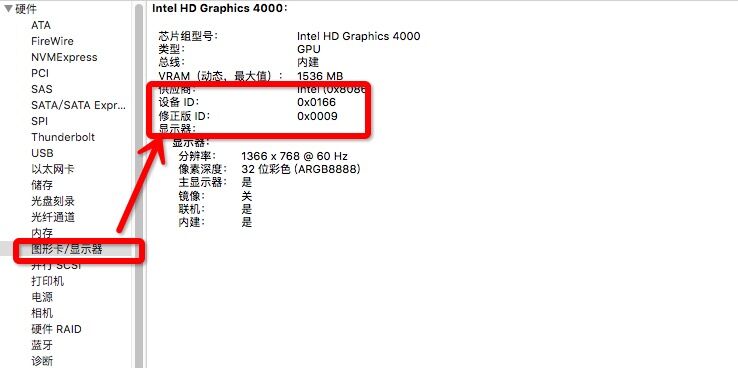 硬件
ATA
FireWire
NVMExpress
PCI
SAS
SATA/SATA Expr...
SPI
Thunderbolt
USB
以太网卡
储存
光盘刻录
光纤通道
内存
图形卡/显示器
并行 SCSI
打印机
电源
相机
硬件 RAID
蓝牙
诊断
Intel HD Graphics 4000：
芯片组型号： Intel HD Graphics 4000
类型： GPU
总线： 内建
VRAM（动态，最大值）： 1536 MB
供应商： Intel (0x8086
设备 ID： 0x0166
修正版 ID： 0x0009
显示器：
显示器：
分辨率： 1366 x 768 @ 60 Hz
像素深度： 32 位彩色 (ARGB8888)
主显示器： 是
镜像： 关
联机： 是
内建： 是